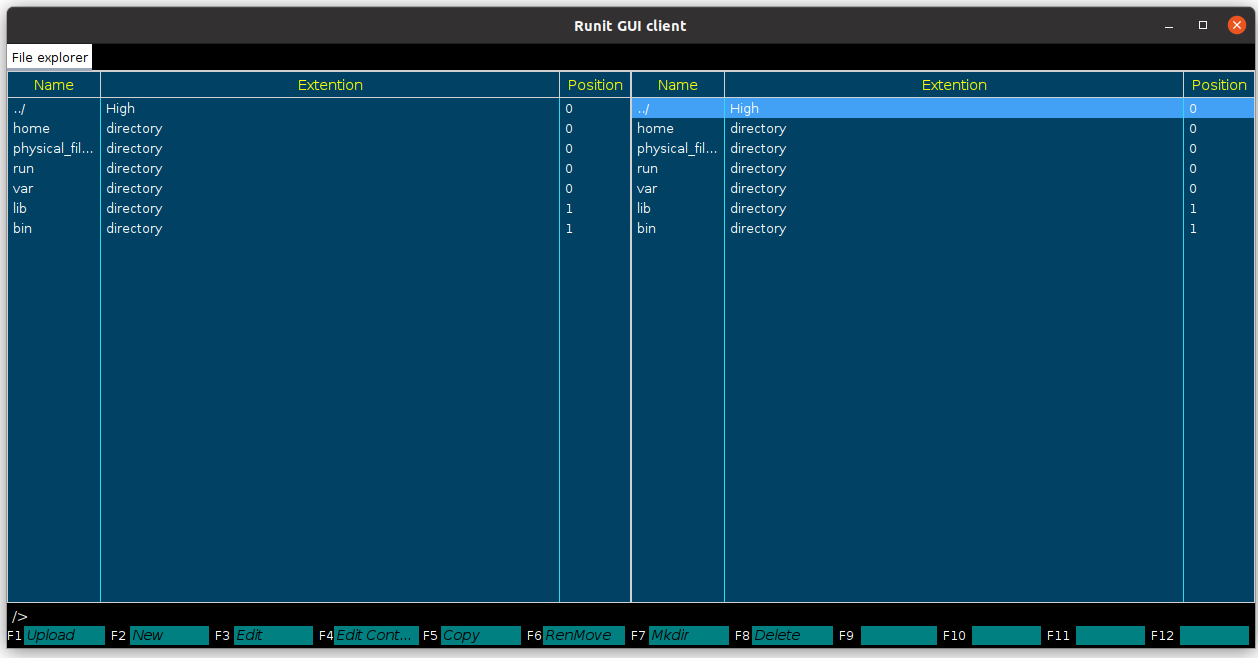 Runit GUI client
File explorer
Name Extention Position Name Extention Position
../ High 0 ../ High 0
home directory 0 home directory 0
physical_fil... directory 0 physical_fil... directory 0
run directory 0 run directory 0
var directory 0 var directory 0
lib directory 1 lib directory 1
bin directory 1 bin directory 1
/>
F1 Upload F2 New F3 Edit F4 Edit Cont... F5 Copy F6 RenMove F7 Mkdir F8 Delete F9 F10 F11 F12